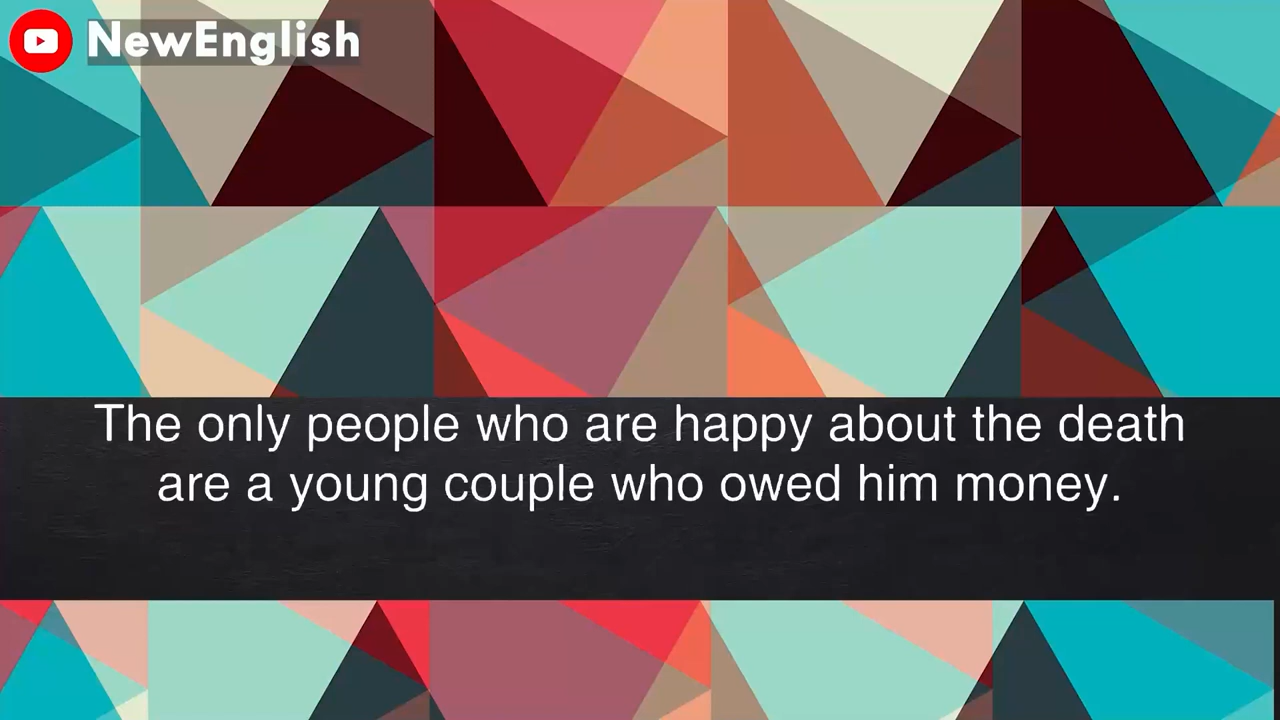 NewEnglish
The only people who are happy about the death
are a young couple who owed him money.